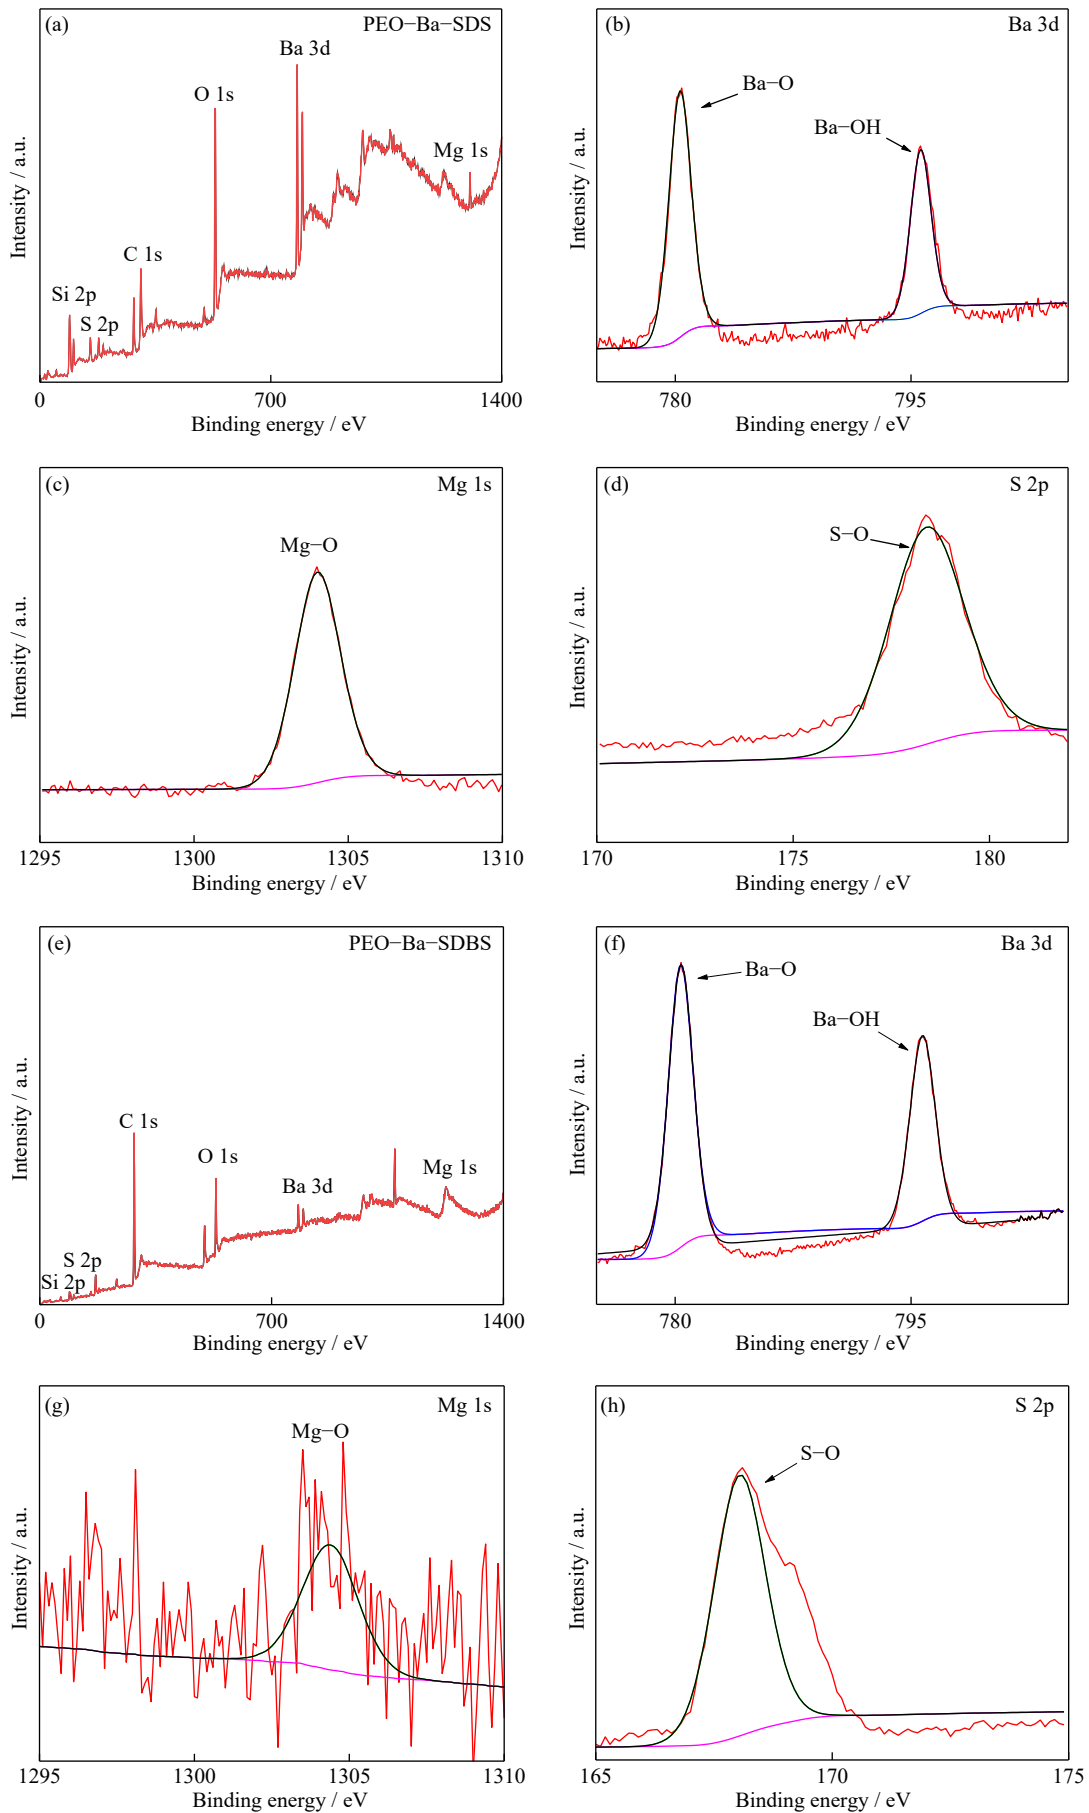 (a) PEO−Ba−SDS
Ba 3d
O 1s
Mg 1s
C 1s
Si 2p
S 2p
Intensity / a.u.
0 700 1400
Binding energy / eV
(b) Ba 3d
Ba−O
Ba−OH
Intensity / a.u.
780 795
Binding energy / eV
(c) Mg 1s
Mg−O
Intensity / a.u.
1295 1300 1305 1310
Binding energy / eV
(d) S 2p
S−O
Intensity / a.u.
170 175 180
Binding energy / eV
(e) PEO−Ba−SDBS
C 1s
O 1s
Ba 3d
Mg 1s
S 2p
Si 2p
Intensity / a.u.
0 700 1400
Binding energy / eV
(f) Ba 3d
Ba−O
Ba−OH
Intensity / a.u.
780 795
Binding energy / eV
(g) Mg 1s
Mg−O
Intensity / a.u.
1295 1300 1305 1310
Binding energy / eV
(h) S 2p
S−O
Intensity / a.u.
165 170 175
Binding energy / eV